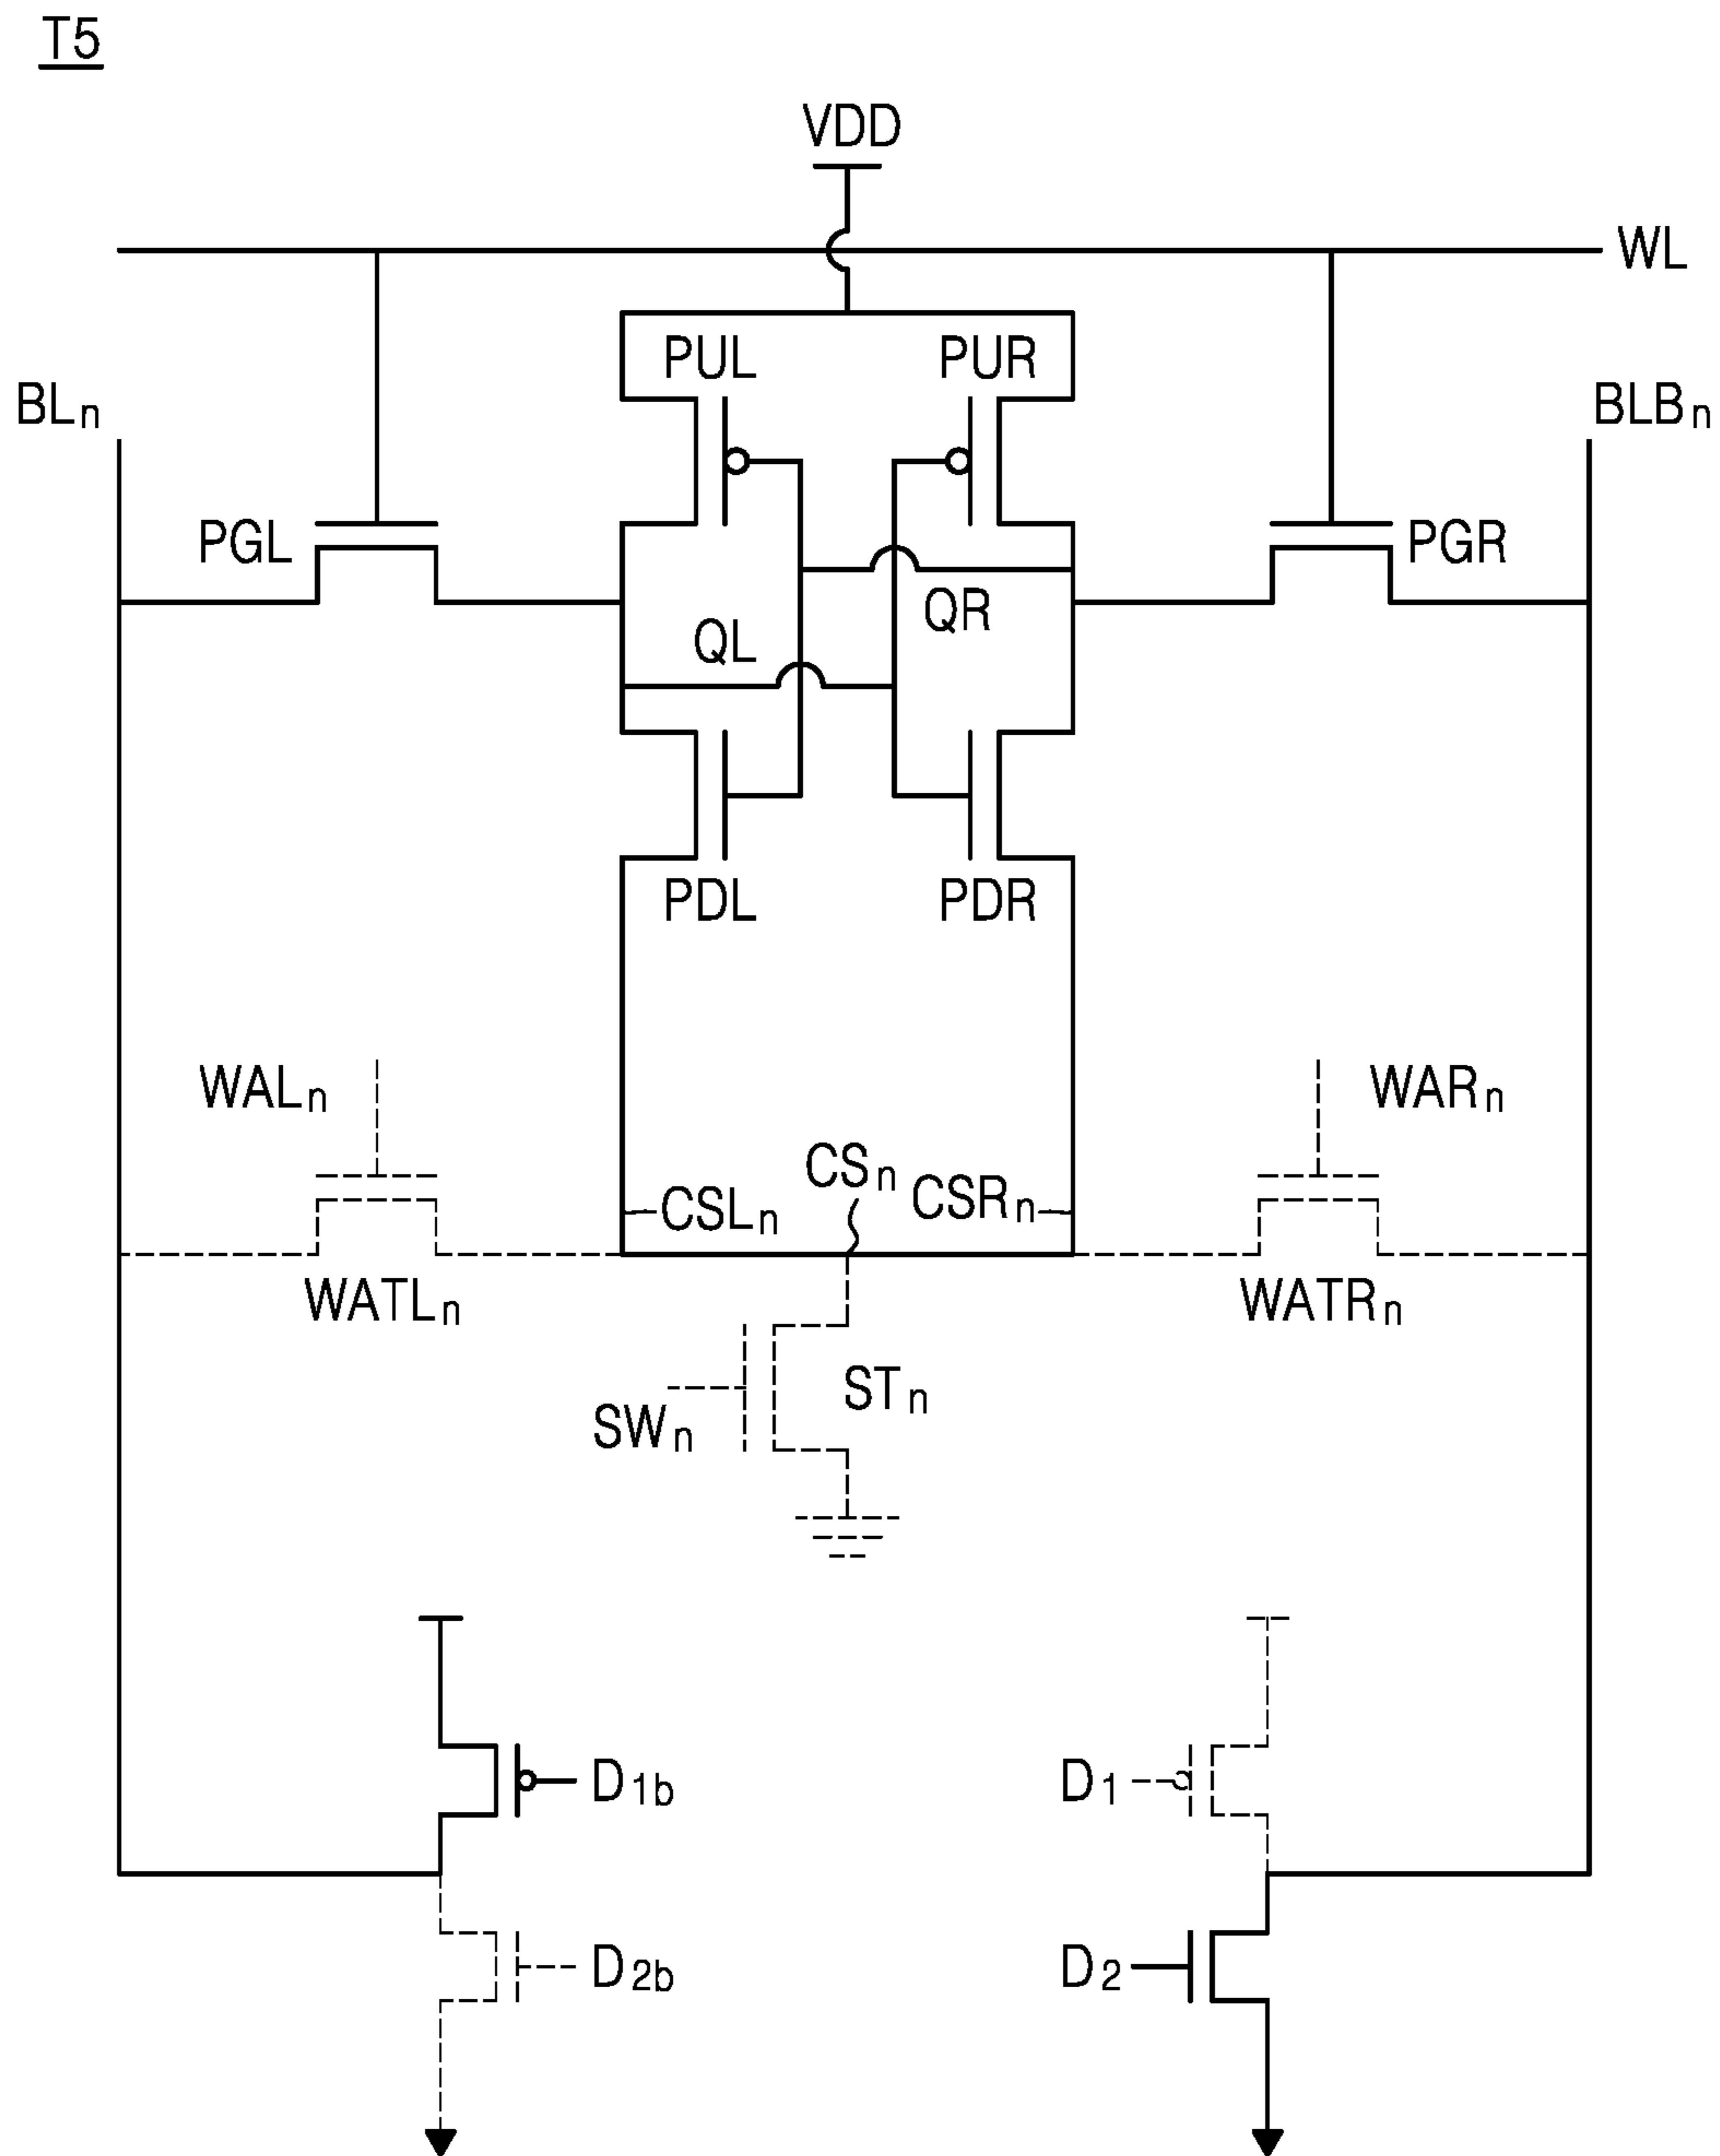 T5
VDD
WL
PUL
PUR
BLn
BLBn
PGL
PGR
QL
QR
PDL
PDR
WALn
WARn
CSn
CSLn
CSRn
WATLn
WATRn
SWn
STn
D1b
D1
D2b
D2